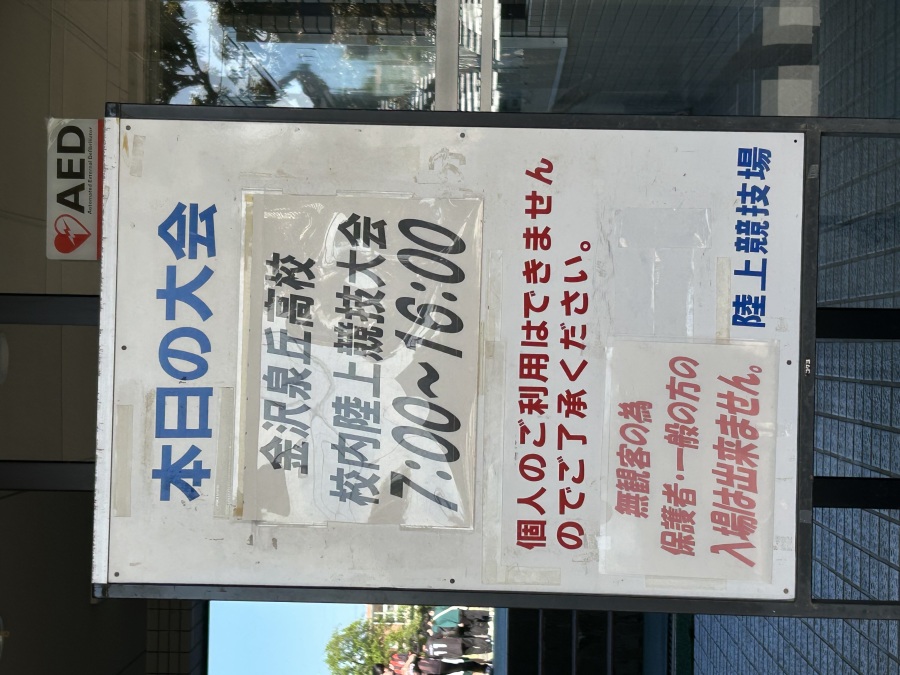 AED
Automated External Defibrillator
本日の大会
金沢泉丘高校
校内陸上競技大会
7:00~16:00
個人のご利用はできません
のでご了承ください。
無観客の為
保護者・一般の方の
入場は出来ません。
陸上競技場